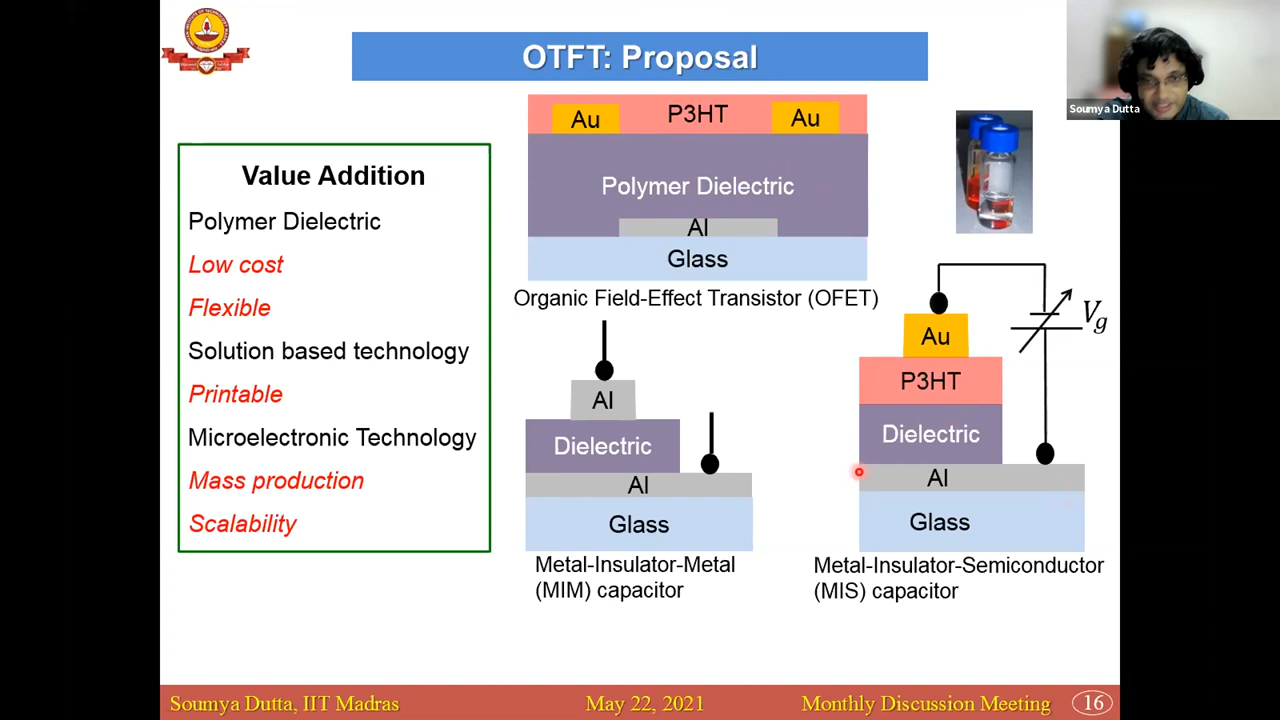 OTFT: Proposal
Soumya Dutta
Value Addition
Polymer Dielectric
Low cost
Flexible
Solution based technology
Printable
Microelectronic Technology
Mass production
Scalability
Au
P3HT
Au
Polymer Dielectric
Al
Glass
Organic Field-Effect Transistor (OFET)
Al
Dielectric
Al
Glass
Metal-Insulator-Metal
(MIM) capacitor
Vg
Au
P3HT
Dielectric
Al
Glass
Metal-Insulator-Semiconductor
(MIS) capacitor
Soumya Dutta, IIT Madras
May 22, 2021
Monthly Discussion Meeting
16